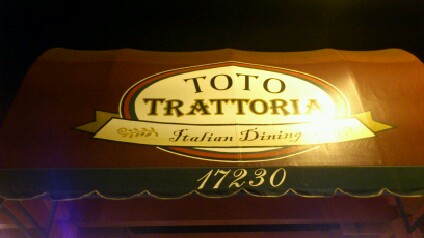 TOTO
TRATTORIA
Italian Dining
17230